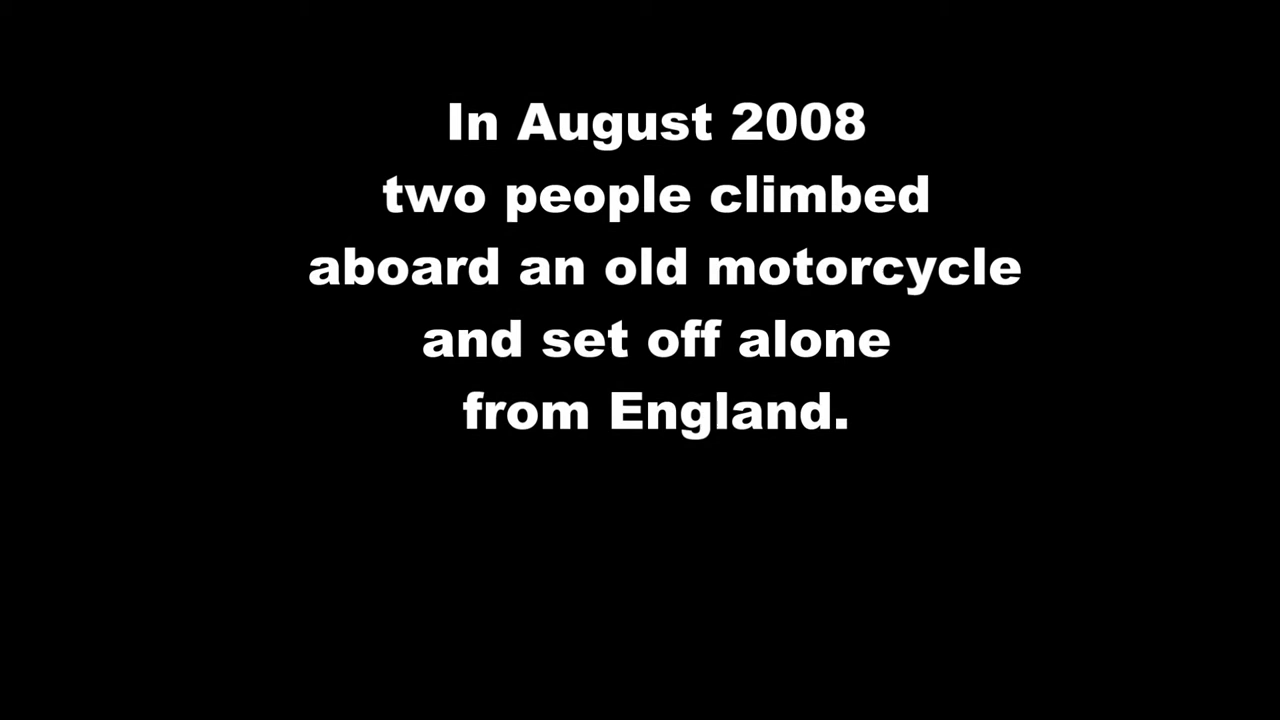 In August 2008
two people climbed
aboard an old motorcycle
and set off alone
from England.